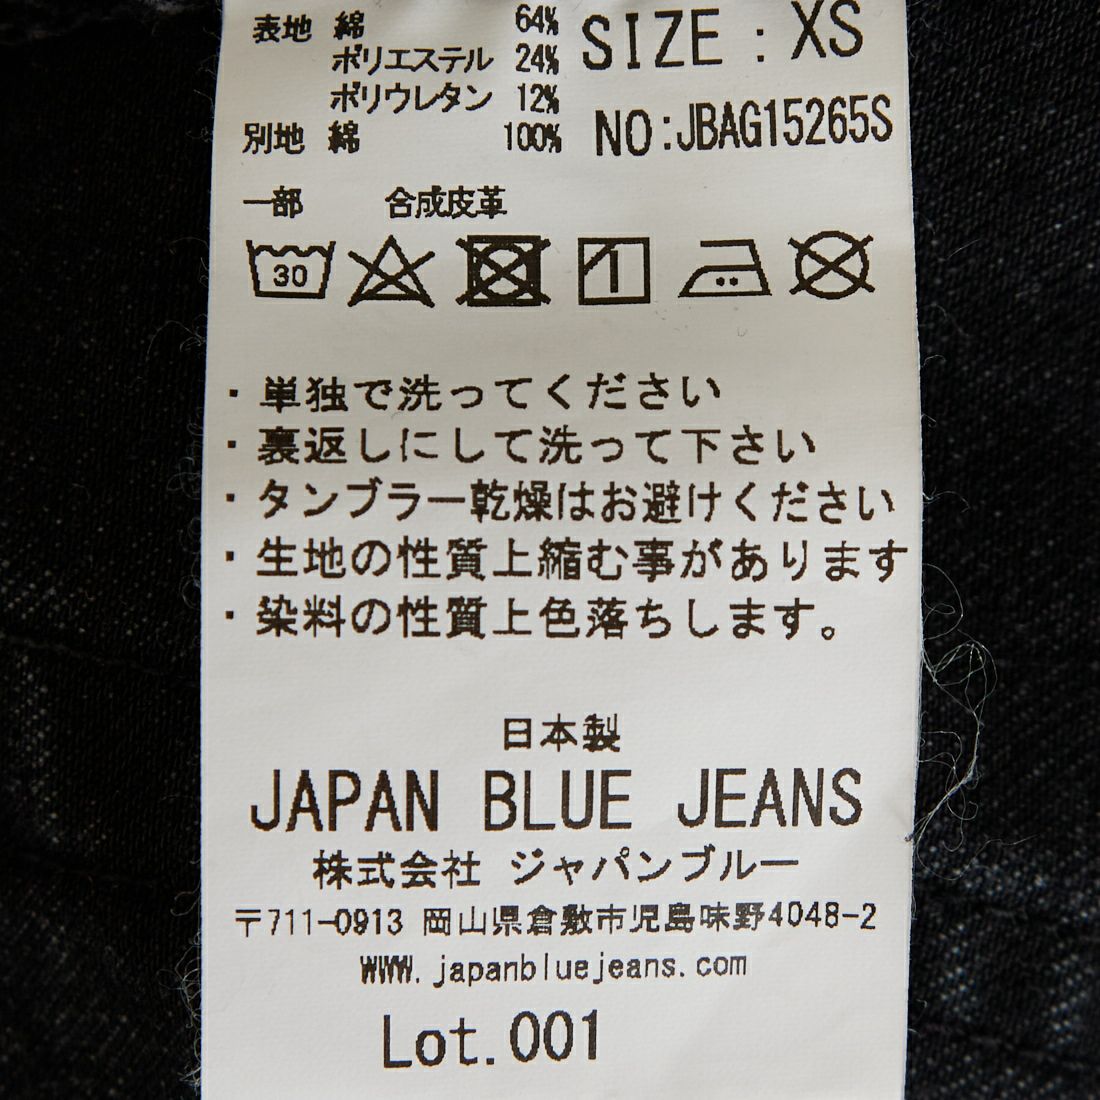 表地 綿 64%
ポリエステル 24%
ポリウレタン 12%
別地 綿 100%
SIZE : XS
NO:JBAG15265S
一部 合成皮革
30
1
・単独で洗ってください
・裏返しにして洗って下さい
・タンブラー乾燥はお避けください
・生地の性質上縮む事があります
・染料の性質上色落ちします。
日本製
JAPAN BLUE JEANS
株式会社 ジャパンブルー
〒711-0913 岡山県倉敷市児島味野4048-2
www.japanbluejeans.com
Lot.001